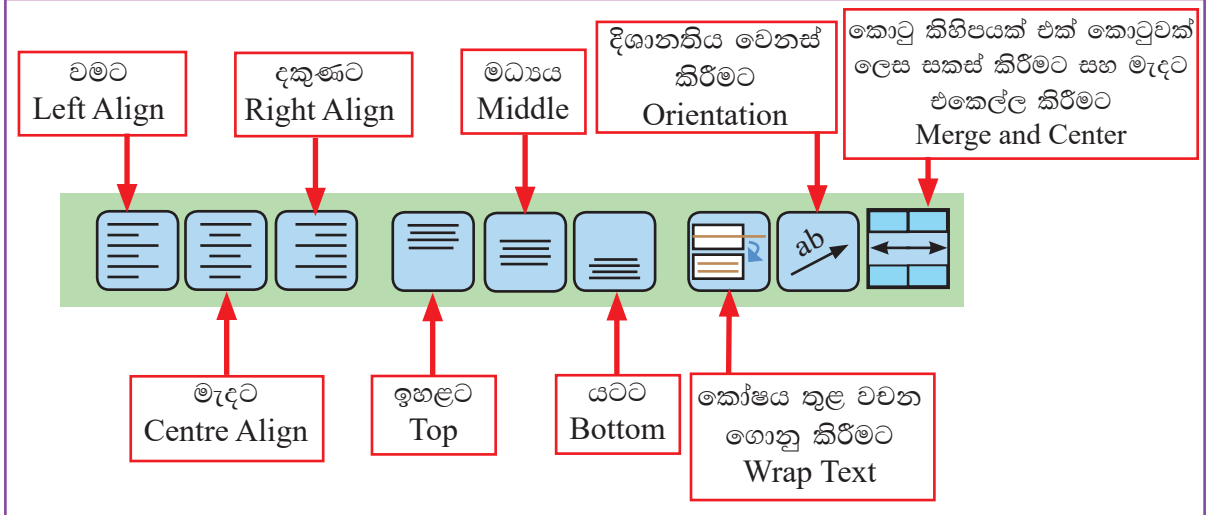 වමට
Left Align
දකුණට
Right Align
මධ්‍යය
Middle
දිශානතිය වෙනස්
කිරීමට
Orientation
කොටු කිහිපයක් එක් කොටුවක්
ලෙස සකස් කිරීමට සහ මැදට
එකෙල්ල කිරීමට
Merge and Center
ab
මැදට
Centre Align
ඉහළට
Top
යටට
Bottom
කෝෂය තුළ වචන
ගොනු කිරීමට
Wrap Text